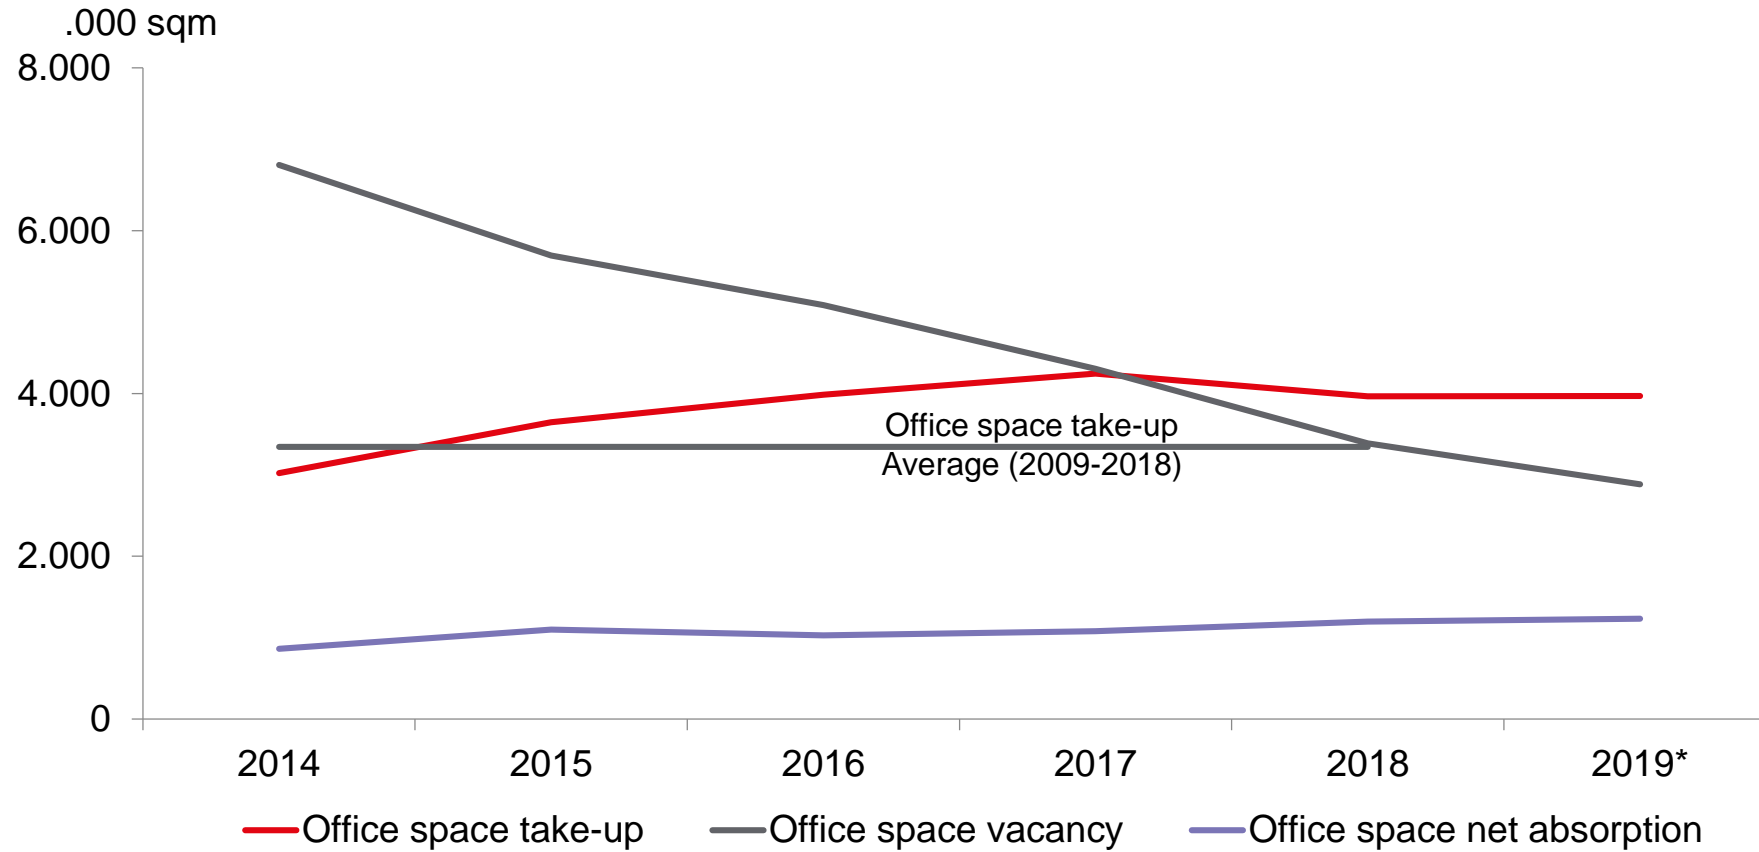 .000 sqm
8.000
6.000
4.000
2.000
0
Office space take-up
Average (2009-2018)
2014 2015 2016 2017 2018 2019*
Office space take-up Office space vacancy Office space net absorption